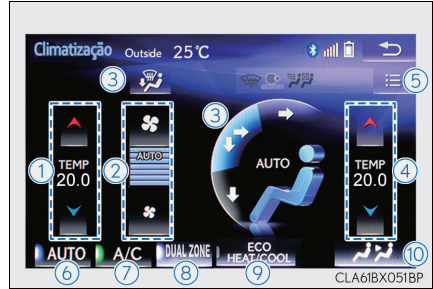 Climatização Outside 25°C
3
3
5
1
TEMP
20.0
2
AUTO
AUTO
TEMP
20.0
4
AUTO
A/C
DUAL ZONE
ECO
HEAT/COOL
6
7
8
9
10
CLA61BX051BP